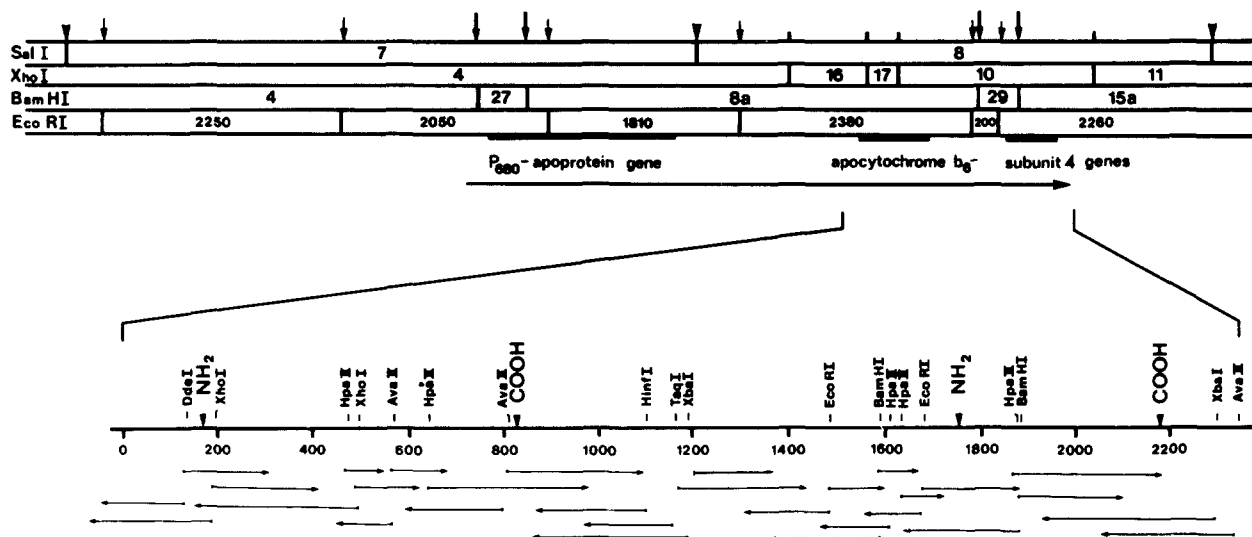 Sal I 7 8
Xho I 4 16 17 10 11
Bam HI 4 27 8a 29 15a
Eco RI 2250 2050 1810 2380 200 2260
P680- apoprotein gene apocytochrome b6- subunit 4 genes
DdeI NH2 XhoI HpaII XhoI AvaII HpaII AvaII COOH HinfI TaqI XbaI EcoRI BamHI HpaII HpaII EcoRI NH2 HpaII BamHI COOH XbaI AvaII
0 200 400 600 800 1000 1200 1400 1600 1800 2000 2200